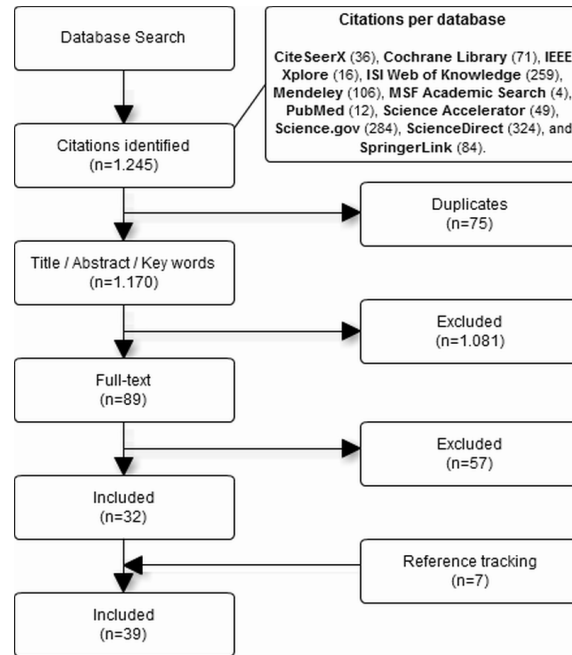 Database Search
Citations per database
CiteSeerX (36), Cochrane Library (71), IEEE
Xplore (16), ISI Web of Knowledge (259),
Mendeley (106), MSF Academic Search (4),
PubMed (12), Science Accelerator (49),
Science.gov (284), ScienceDirect (324), and
SpringerLink (84).
Citations identified
(n=1.245)
Duplicates
(n=75)
Title / Abstract / Key words
(n=1.170)
Excluded
(n=1.081)
Full-text
(n=89)
Excluded
(n=57)
Included
(n=32)
Reference tracking
(n=7)
Included
(n=39)